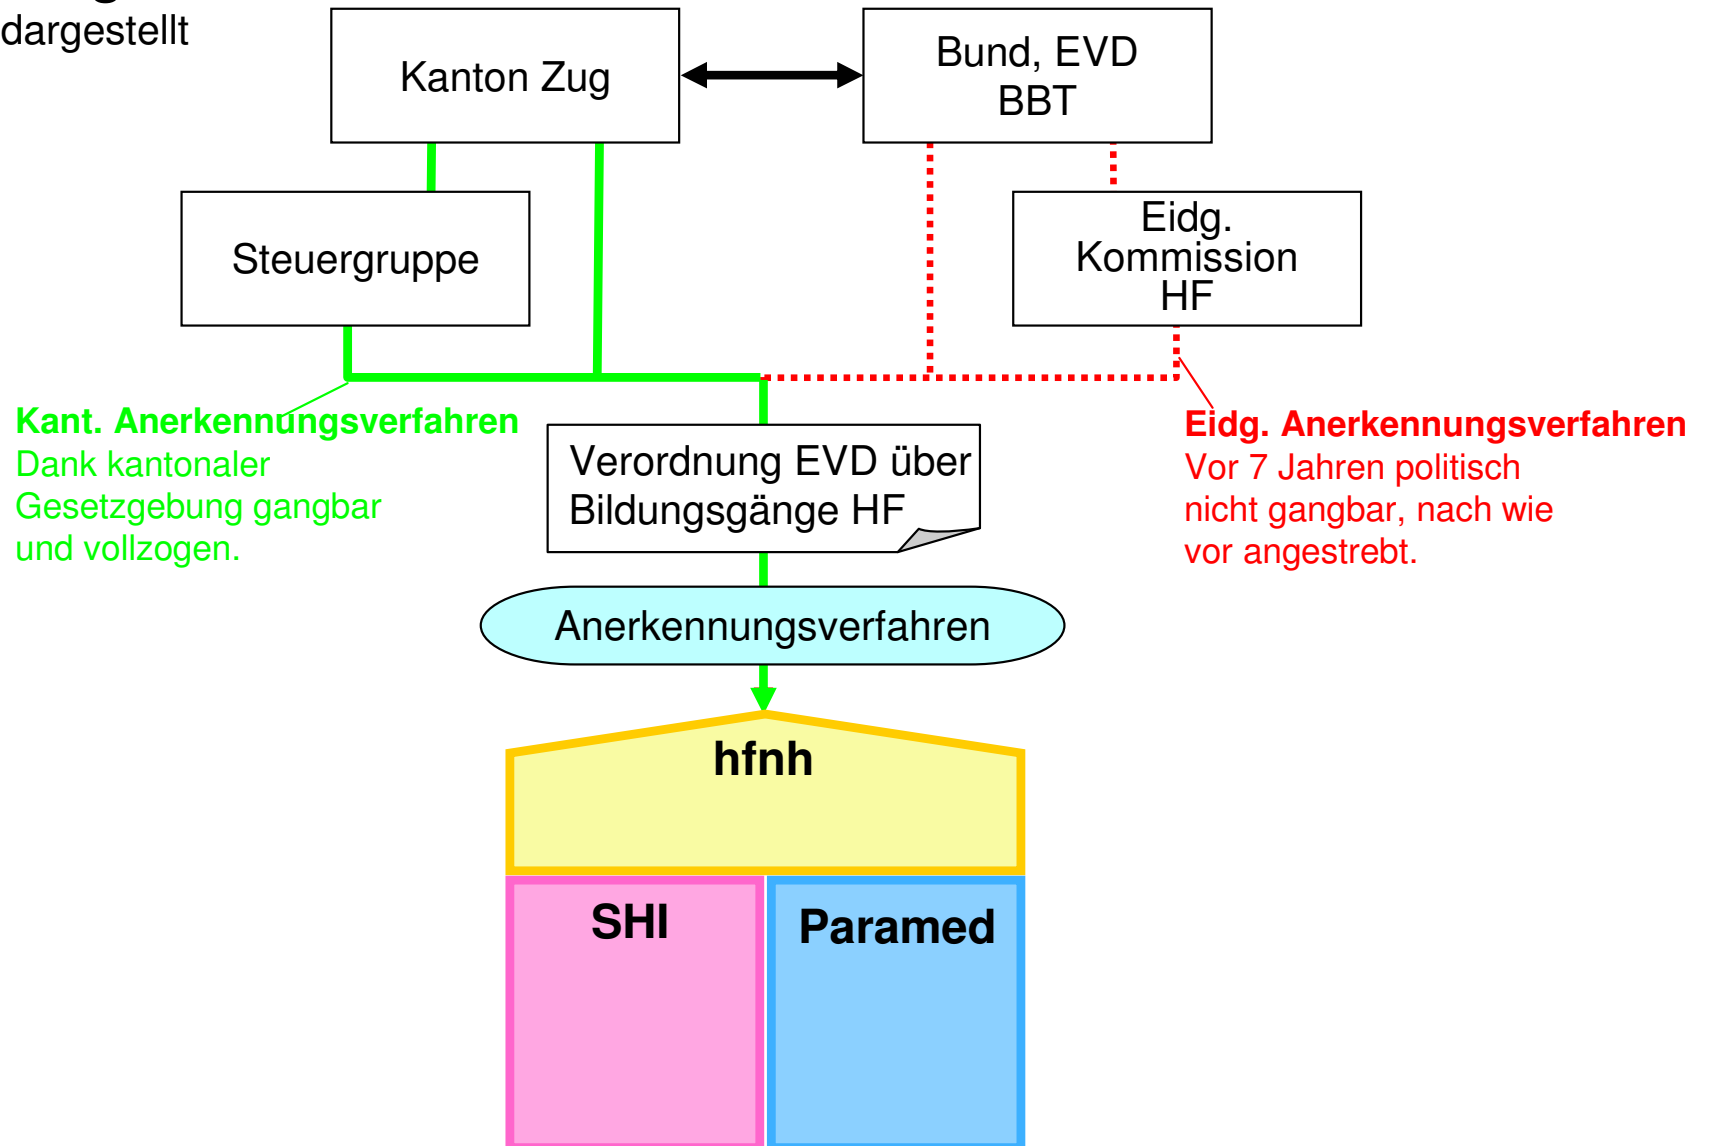 dargestellt
Kanton Zug
Bund, EVD
BBT
Steuergruppe
Eidg.
Kommission
HF
Kant. Anerkennungsverfahren
Dank kantonaler
Gesetzgebung gangbar
und vollzogen.
Verordnung EVD über
Bildungsgänge HF
Eidg. Anerkennungsverfahren
Vor 7 Jahren politisch
nicht gangbar, nach wie
vor angestrebt.
Anerkennungsverfahren
hfnh
SHI
Paramed